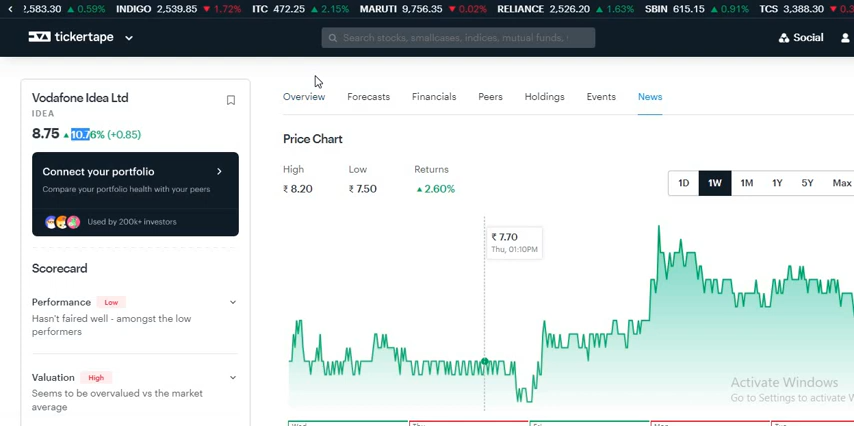 2,583.30 0.59% INDIGO 2,539.85 1.72% ITC 472.25 2.15% MARUTI 9,756.35 0.02% RELIANCE 2,526.20 1.63% SBIN 615.15 0.91% TCS 3,388.30
tickertape
Search stocks, smallcases, indices, mutual funds,
Social
Vodafone Idea Ltd
IDEA
8.75 10.76% (+0.85)
Connect your portfolio
Compare your portfolio health with your peers
Used by 200k+ investors
Scorecard
Performance Low
Hasn't faired well - amongst the low
performers
Valuation High
Seems to be overvalued vs the market
average
Overview Forecasts Financials Peers Holdings Events News
Price Chart
High Low Returns
₹ 8.20 ₹ 7.50 2.60%
1D 1W 1M 1Y 5Y Max
₹ 7.70
Thu, 01:10PM
Activate Windows
Go to Settings to activate